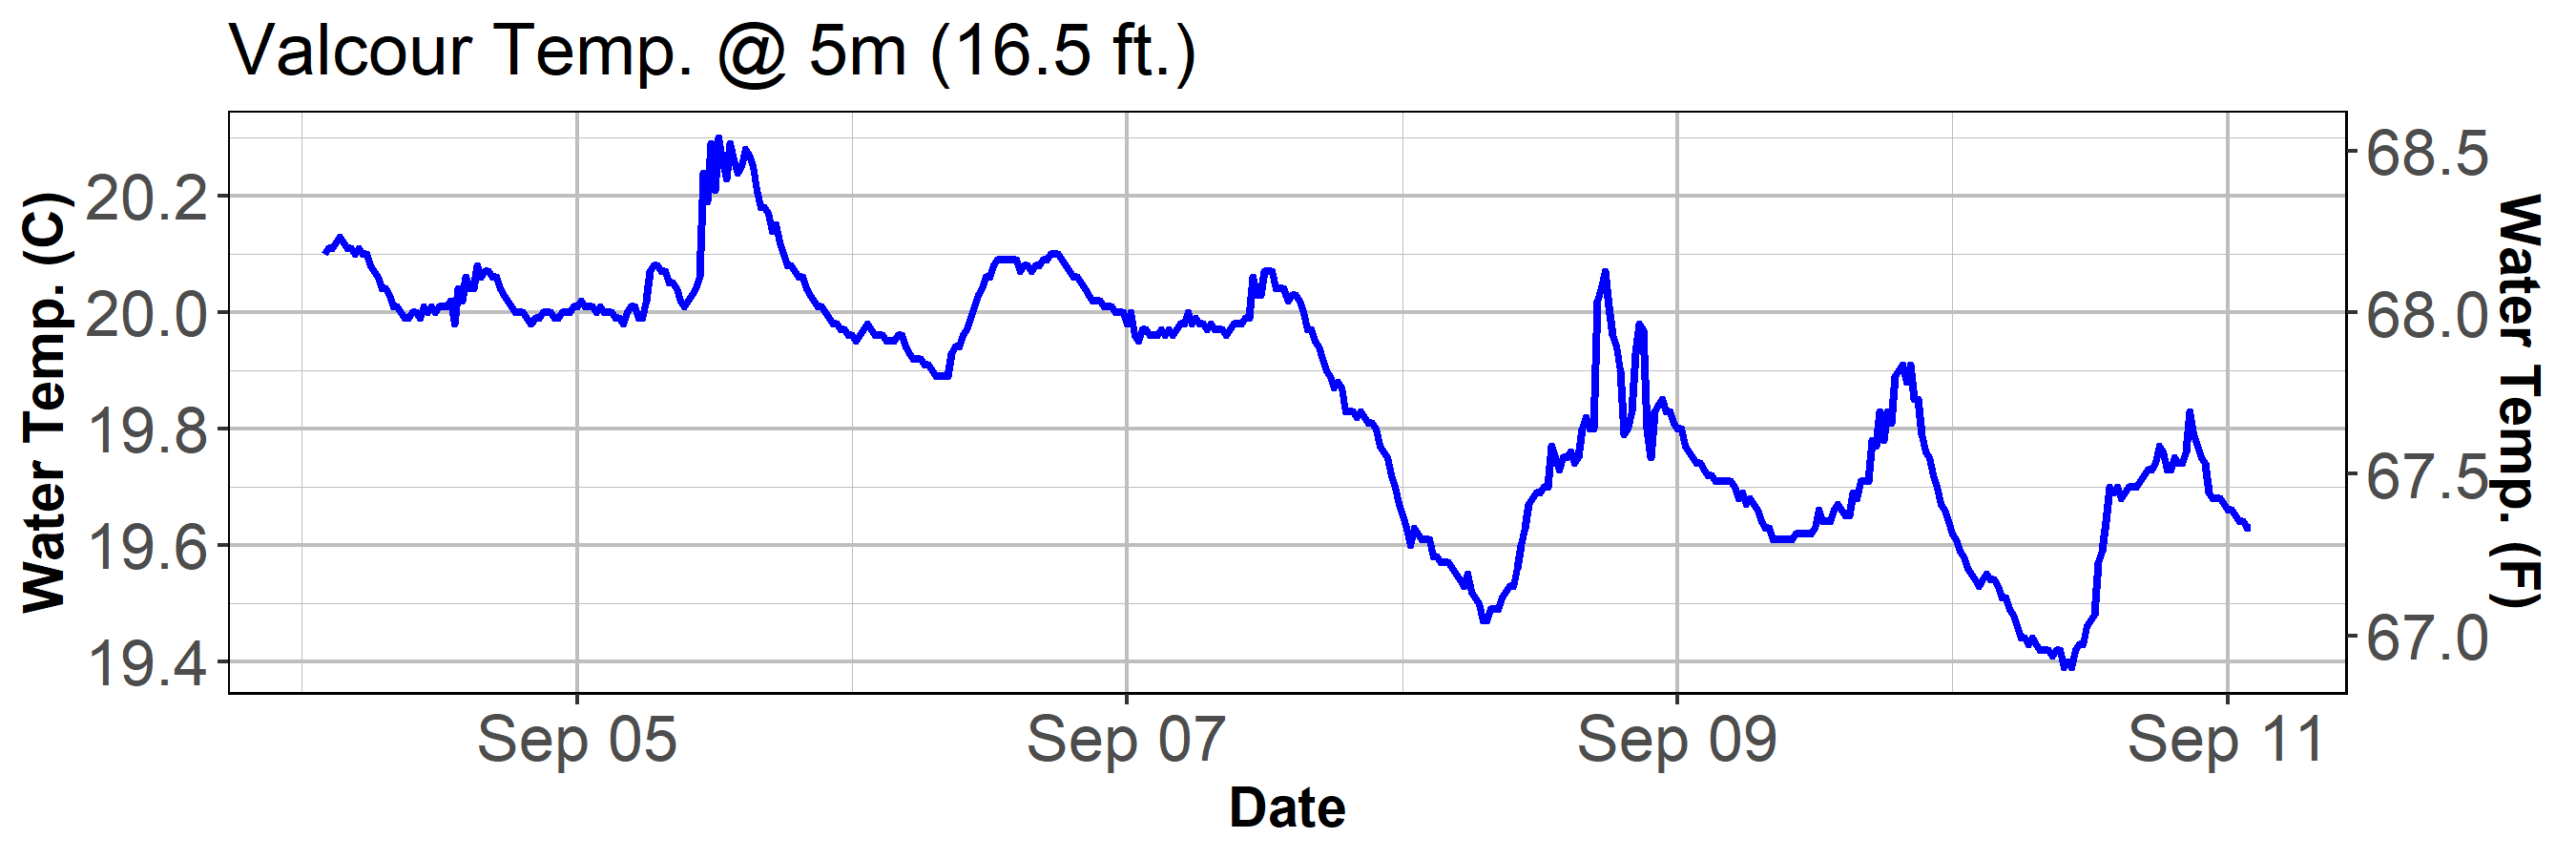 Valcour Temp. @ 5m (16.5 ft.)
Water Temp. (C)
20.2
20.0
19.8
19.6
19.4
68.5
68.0
67.5
67.0
Water Temp. (F)
Sep 05
Sep 07
Sep 09
Sep 11
Date